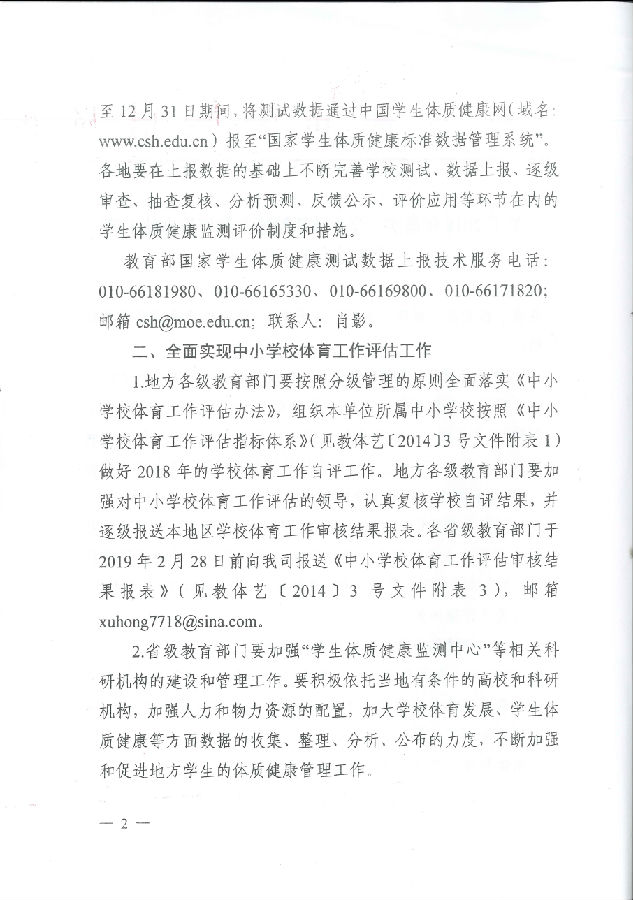 至 12 月 31 日期间，将测试数据通过中国学生体质健康网（域名：
www.csh.edu.cn）报至“国家学生体质健康标准数据管理系统”。
各地要在上报数据的基础上不断完善学校测试、数据上报、逐级
审查、抽查复核、分析预测、反馈公示、评价应用等环节在内的
学生体质健康监测评价制度和措施。
教育部国家学生体质健康测试数据上报技术服务电话：
010-66181980、010-66165330、010-66169800、010-66171820；
邮箱 csh@moe.edu.cn；联系人：肖影。
二、全面实现中小学校体育工作评估工作
1.地方各级教育部门要按照分级管理的原则全面落实《中小
学校体育工作评估办法》，组织本单位所属中小学校按照《中小
学校体育工作评估指标体系》（见教体艺〔2014〕3 号文件附表 1）
做好 2018 年的学校体育工作自评工作。地方各级教育部门要加
强对中小学校体育工作评估的领导，认真复核学校自评结果，并
逐级报送本地区学校体育工作审核结果报表。各省级教育部门于
2019 年 2 月 28 日前向我司报送《中小学校体育工作评估审核结
果报表》（见教体艺〔2014〕3 号文件附表 3），邮箱
xuhong7718@sina.com。
2.省级教育部门要加强“学生体质健康监测中心”等相关科
研机构的建设和管理工作。要积极依托当地有条件的高校和科研
机构，加强人力和物力资源的配置，加大学校体育发展、学生体
质健康等方面数据的收集、整理、分析、公布的力度，不断加强
和促进地方学生的体质健康管理工作。
— 2 —